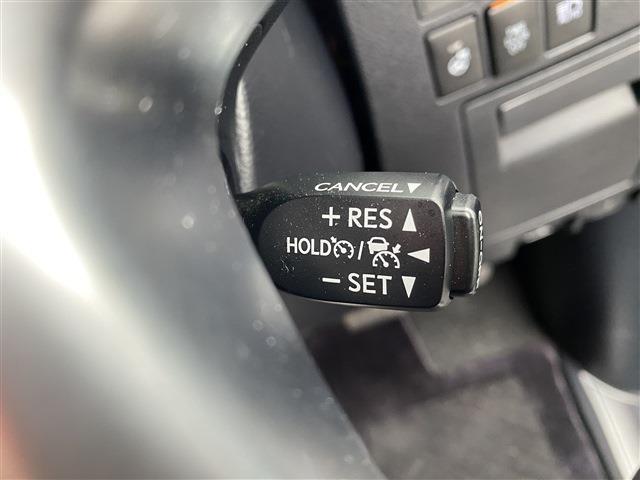 CANCEL▼
+ RES ▲
HOLD / ◀
− SET ▼